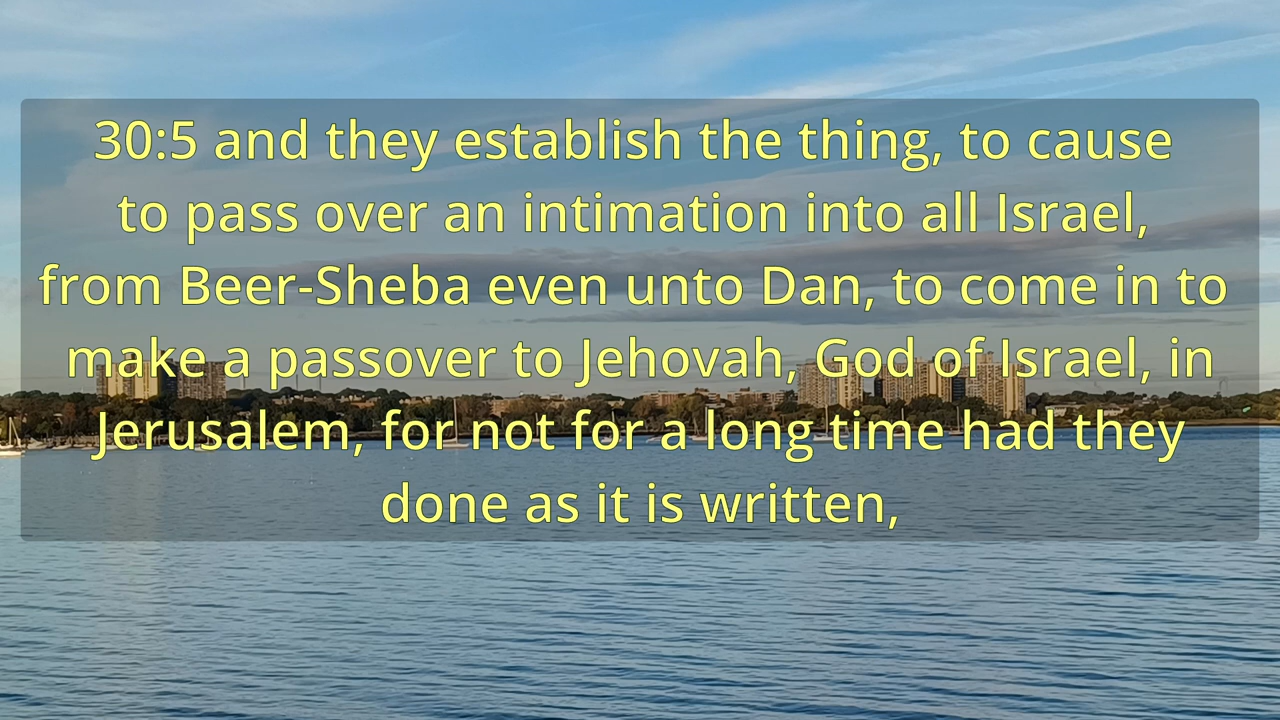 30:5 and they establish the thing, to cause
to pass over an intimation into all Israel,
from Beer-Sheba even unto Dan, to come in to
make a passover to Jehovah, God of Israel, in
Jerusalem, for not for a long time had they
done as it is written,